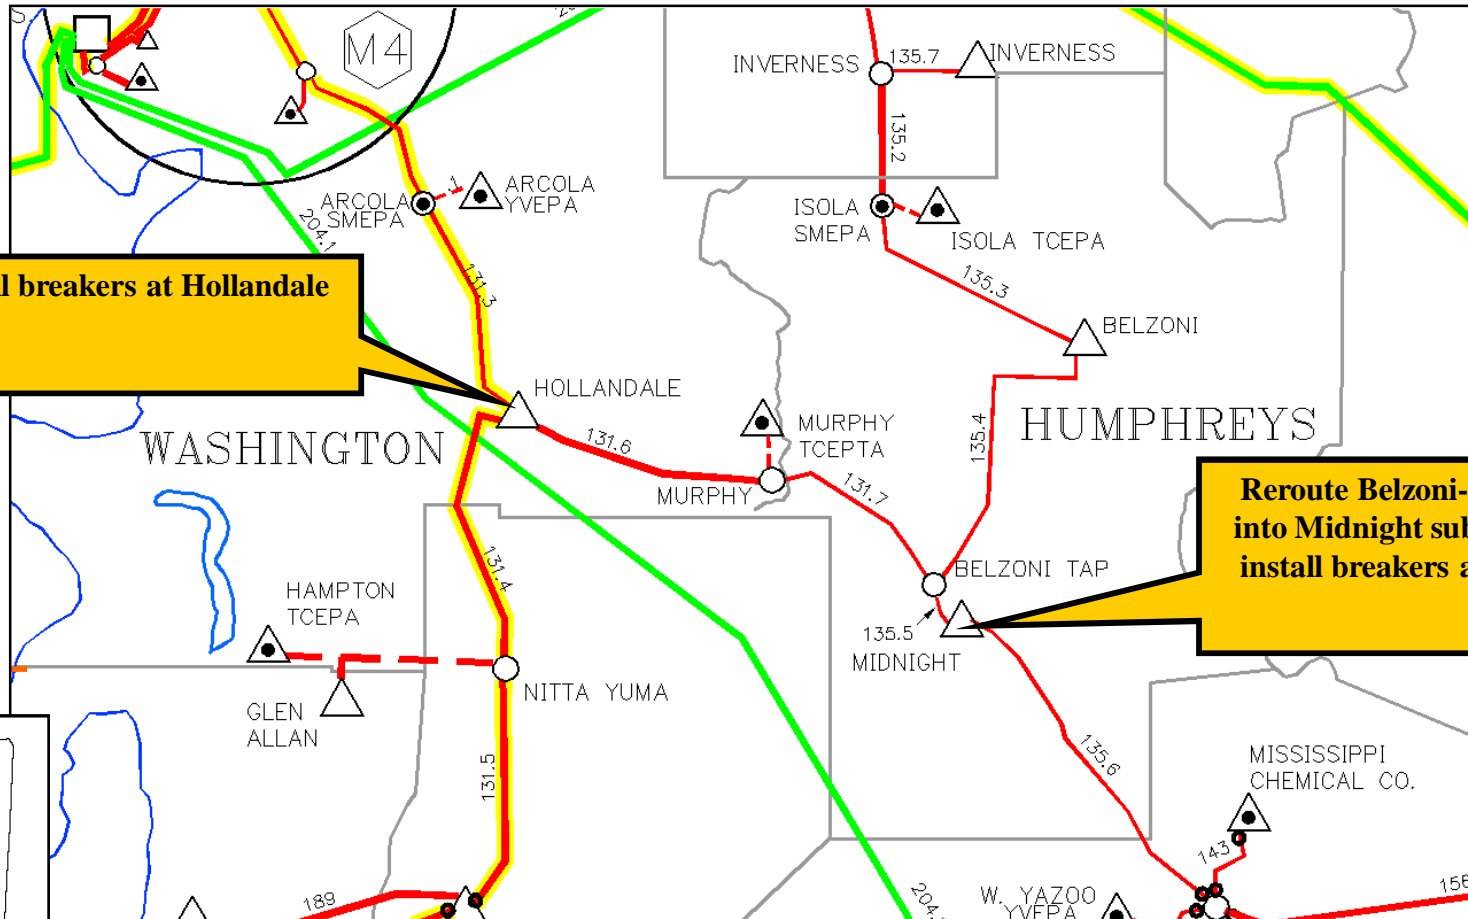 S.
M4
INVERNESS
135.7
INVERNESS
135.2
ARCOLA
SMEPA
.1
ARCOLA
YVEPA
ISOLA
SMEPA
ISOLA TCEPA
204.1
131.3
135.3
breakers at Hollandale
BELZONI
HOLLANDALE
WASHINGTON
131.6
MURPHY
TCEPTA
MURPHY
131.7
135.4
HUMPHREYS
Reroute Belzoni-
into Midnight
install breakers
131.4
HAMPTON
TCEPA
BELZONI TAP
135.5
MIDNIGHT
NITTA YUMA
GLEN
ALLAN
131.5
135.6
MISSISSIPPI
CHEMICAL CO.
143
189
204.
W. YAZOO
YVEPA
156